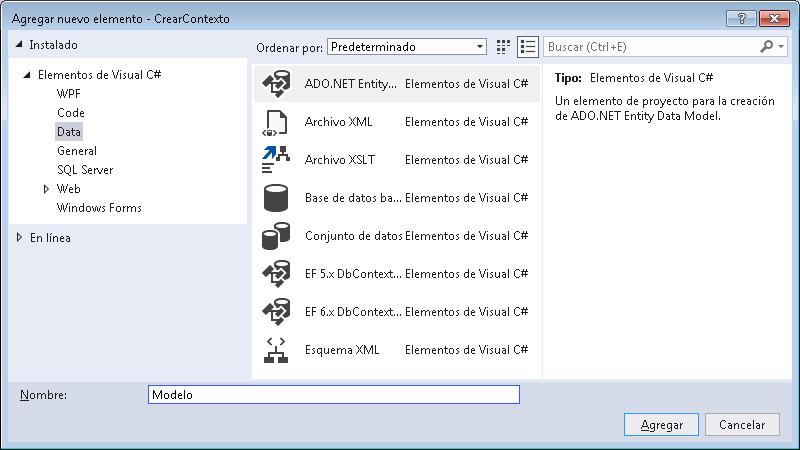 Agregar nuevo elemento - CrearContexto
Instalado
Ordenar por: Predeterminado
Buscar (Ctrl+E)
Elementos de Visual C#
WPF
Code
Data
General
SQL Server
Web
Windows Forms
En línea
ADO.NET Entity... Elementos de Visual C#
Archivo XML Elementos de Visual C#
Archivo XSLT Elementos de Visual C#
Base de datos ba... Elementos de Visual C#
Conjunto de datos Elementos de Visual C#
EF 5.x DbContext... Elementos de Visual C#
EF 6.x DbContext... Elementos de Visual C#
Esquema XML Elementos de Visual C#
Tipo: Elementos de Visual C#
Un elemento de proyecto para la creación
de ADO.NET Entity Data Model.
Nombre: Modelo
Agregar Cancelar